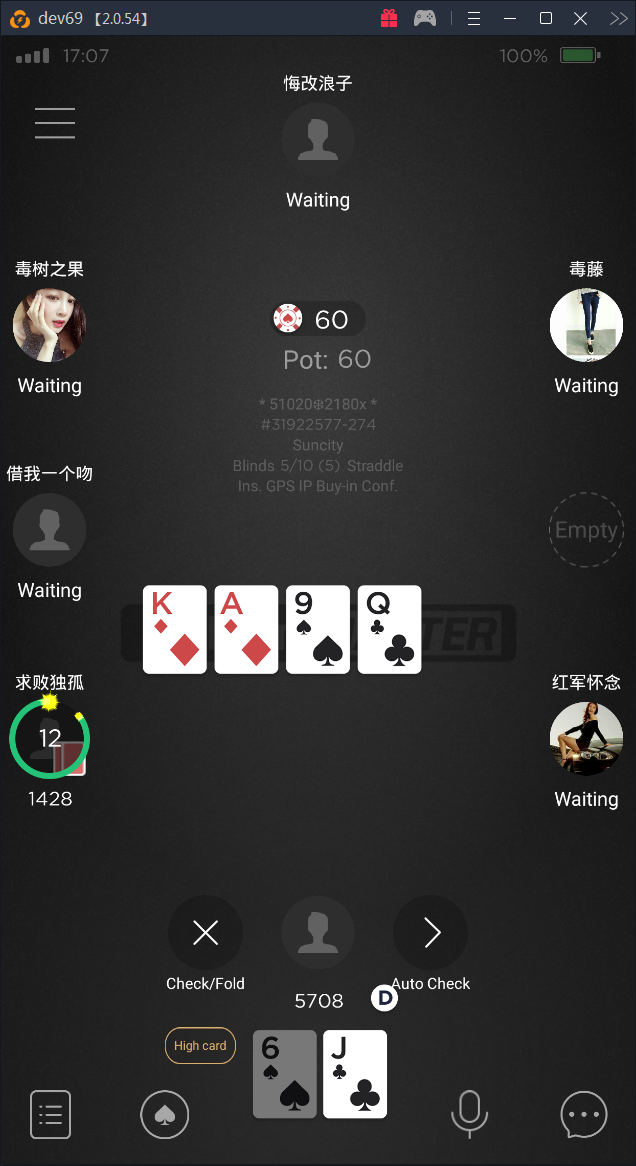 dev69 【2.0.54】
17:07
100%
悔改浪子
Waiting
毒树之果
Waiting
毒藤
Waiting
60
Pot: 60
* 51020❄2180x *
#31922577-274
Suncity
Blinds 5/10 (5) Straddle
Ins. GPS IP Buy-in Conf.
借我一个吻
Waiting
Empty
K
A
9
Q
求败独孤
12
1428
红军怀念
Waiting
Check/Fold
Auto Check
5708
D
High card
6
J